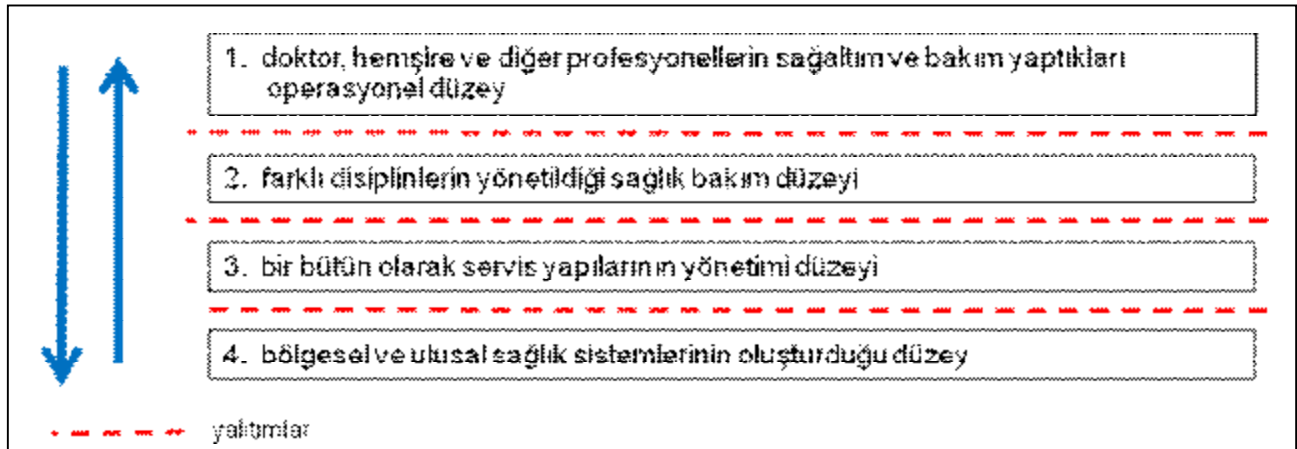 1. doktor, hemşire ve diğer profesyonellerin sağaltım ve bakım yaptıkları
operasyonel düzey
2. farklı disiplinlerin yönetildiği sağlık bakım düzeyi
3. bir bütün olarak servis yapılarının yönetimi düzeyi
4. bölgesel ve ulusal sağlık sistemlerinin oluşturduğu düzey
yalıtımlar